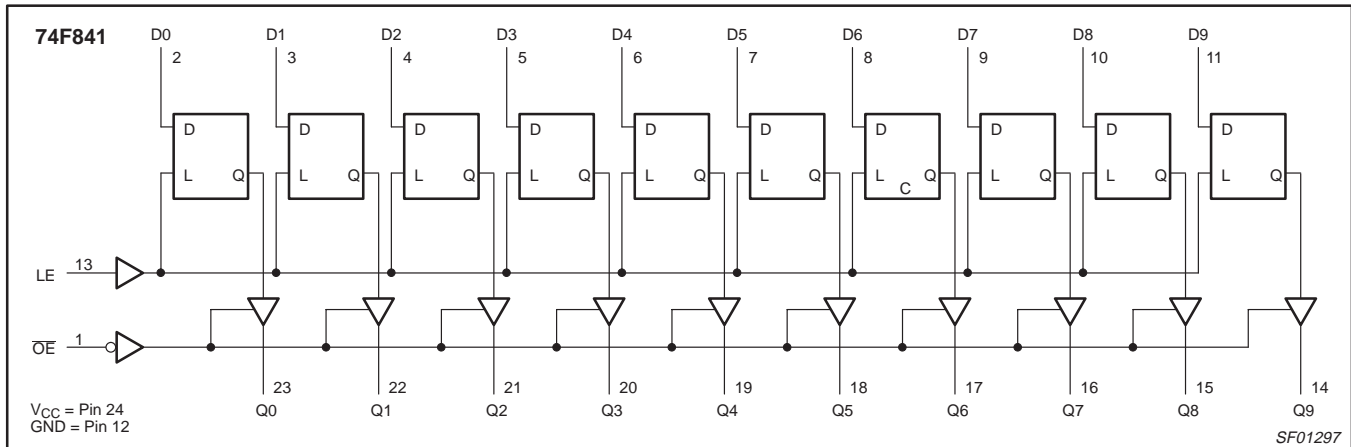 74F841
D0 D1 D2 D3 D4 D5 D6 D7 D8 D9
2 3 4 5 6 7 8 9 10 11
D D D D D D D D D D
L Q L Q L Q L Q L Q L Q L Q L Q L Q L Q
C
LE 13
OE 1
23 22 21 20 19 18 17 16 15 14
Q0 Q1 Q2 Q3 Q4 Q5 Q6 Q7 Q8 Q9
VCC = Pin 24
GND = Pin 12
SF01297